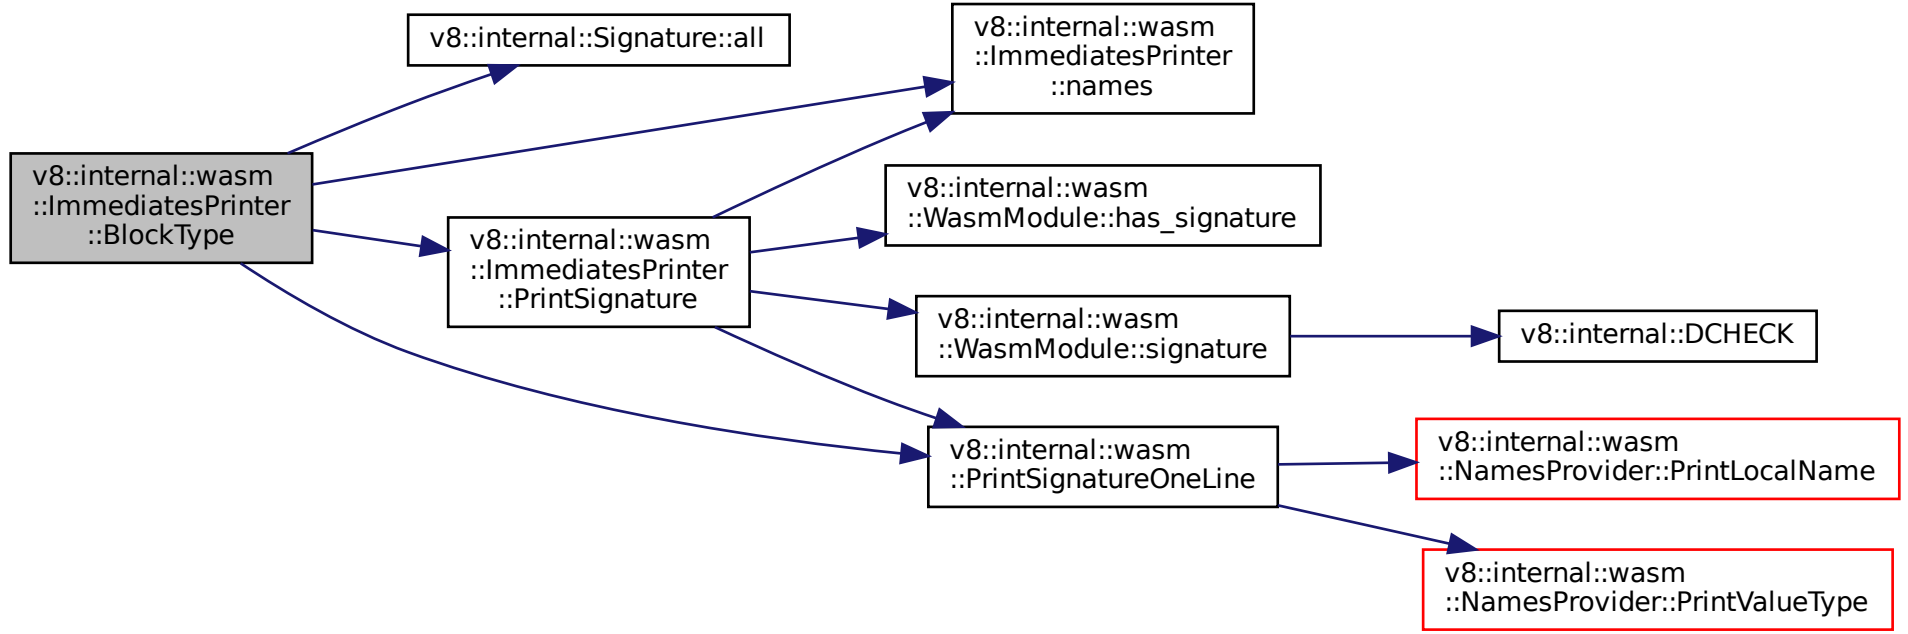 v8::internal::wasm
::ImmediatesPrinter
::BlockType
v8::internal::Signature::all
v8::internal::wasm
::ImmediatesPrinter
::names
v8::internal::wasm
::ImmediatesPrinter
::PrintSignature
v8::internal::wasm
::WasmModule::has_signature
v8::internal::wasm
::WasmModule::signature
v8::internal::DCHECK
v8::internal::wasm
::PrintSignatureOneLine
v8::internal::wasm
::NamesProvider::PrintLocalName
v8::internal::wasm
::NamesProvider::PrintValueType